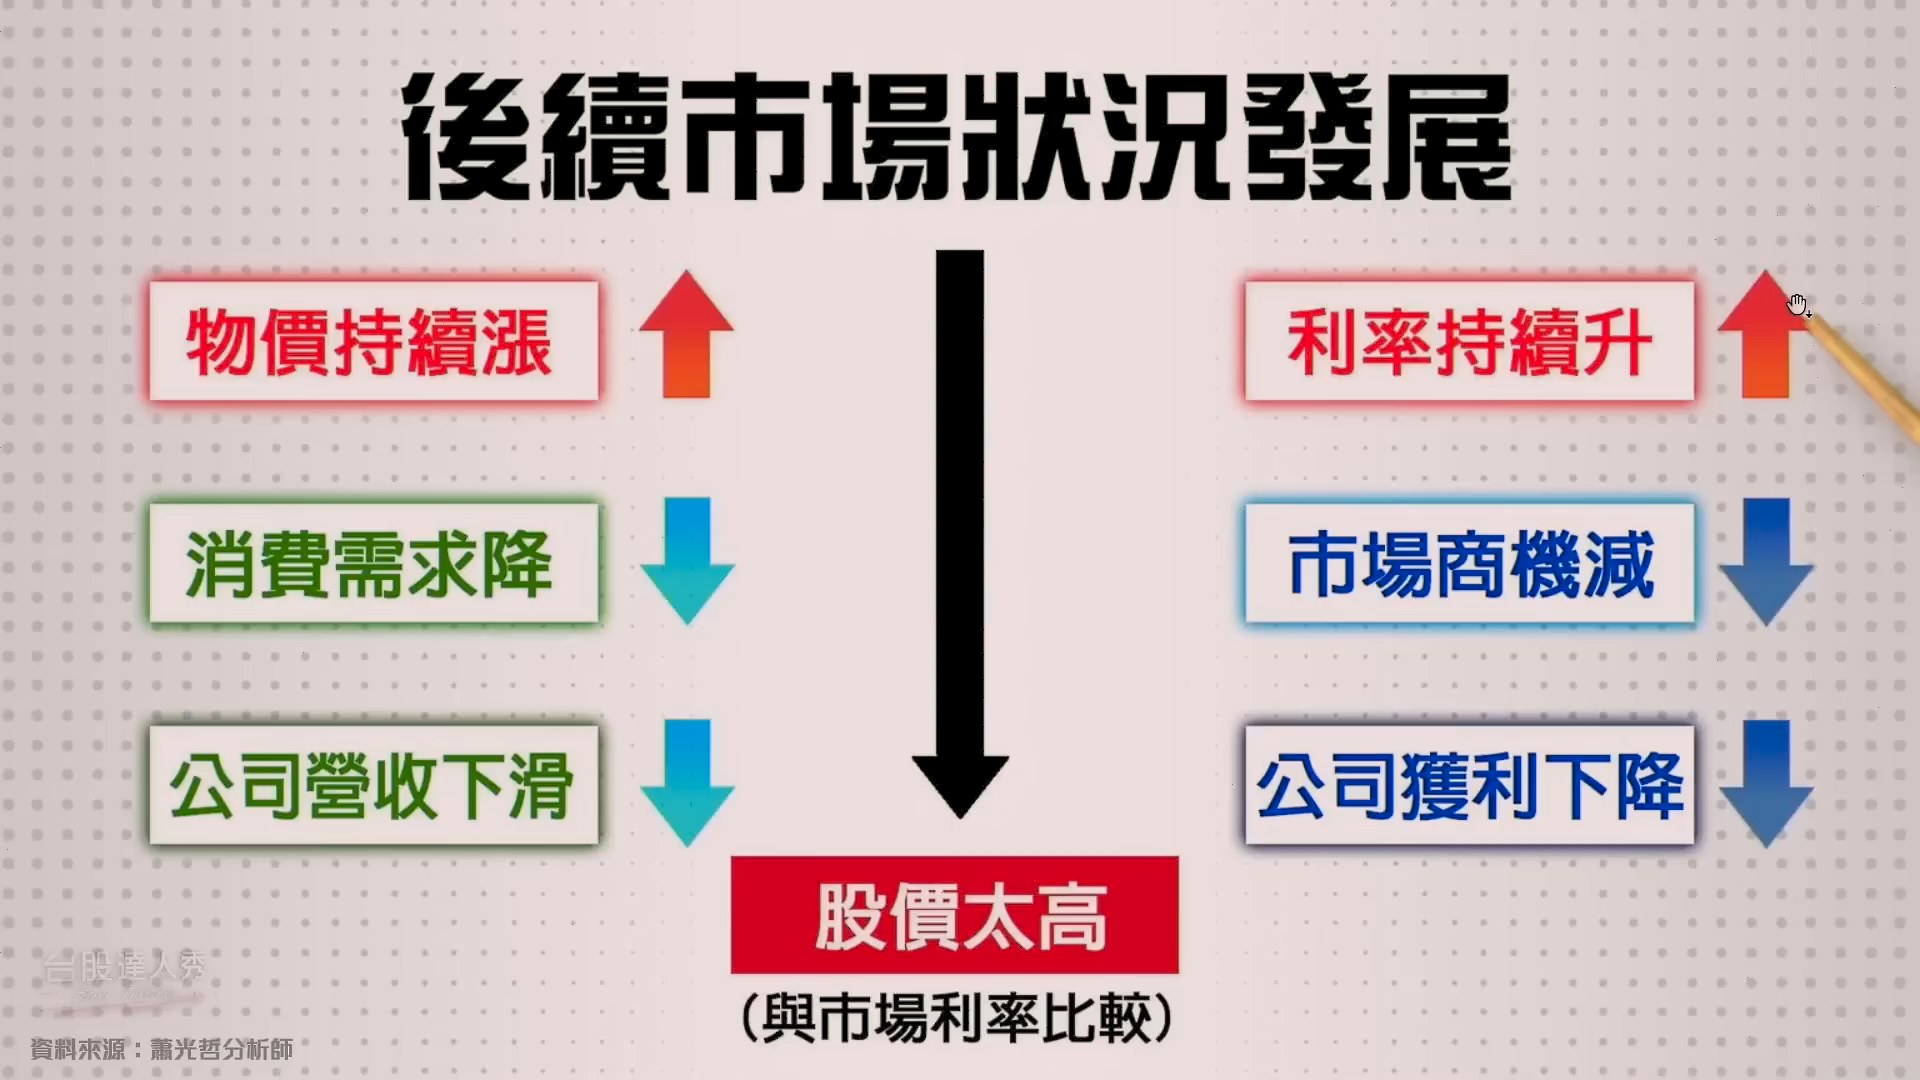 後續市場狀況發展
物價持續漲
利率持續升
消費需求降
市場商機減
公司營收下滑
公司獲利下降
股價太高
（與市場利率比較）
台股達人秀
資料來源：蕭光哲分析師